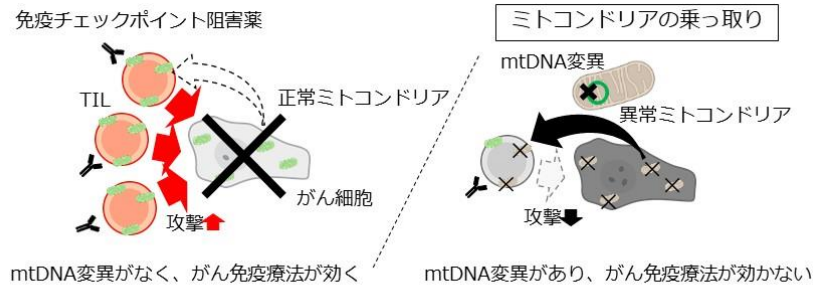 免疫チェックポイント阻害薬
TIL
正常ミトコンドリア
がん細胞
攻撃
mtDNA変異がなく、がん免疫療法が効く
ミトコンドリアの乗っ取り
mtDNA変異
異常ミトコンドリア
攻撃
mtDNA変異があり、がん免疫療法が効かない